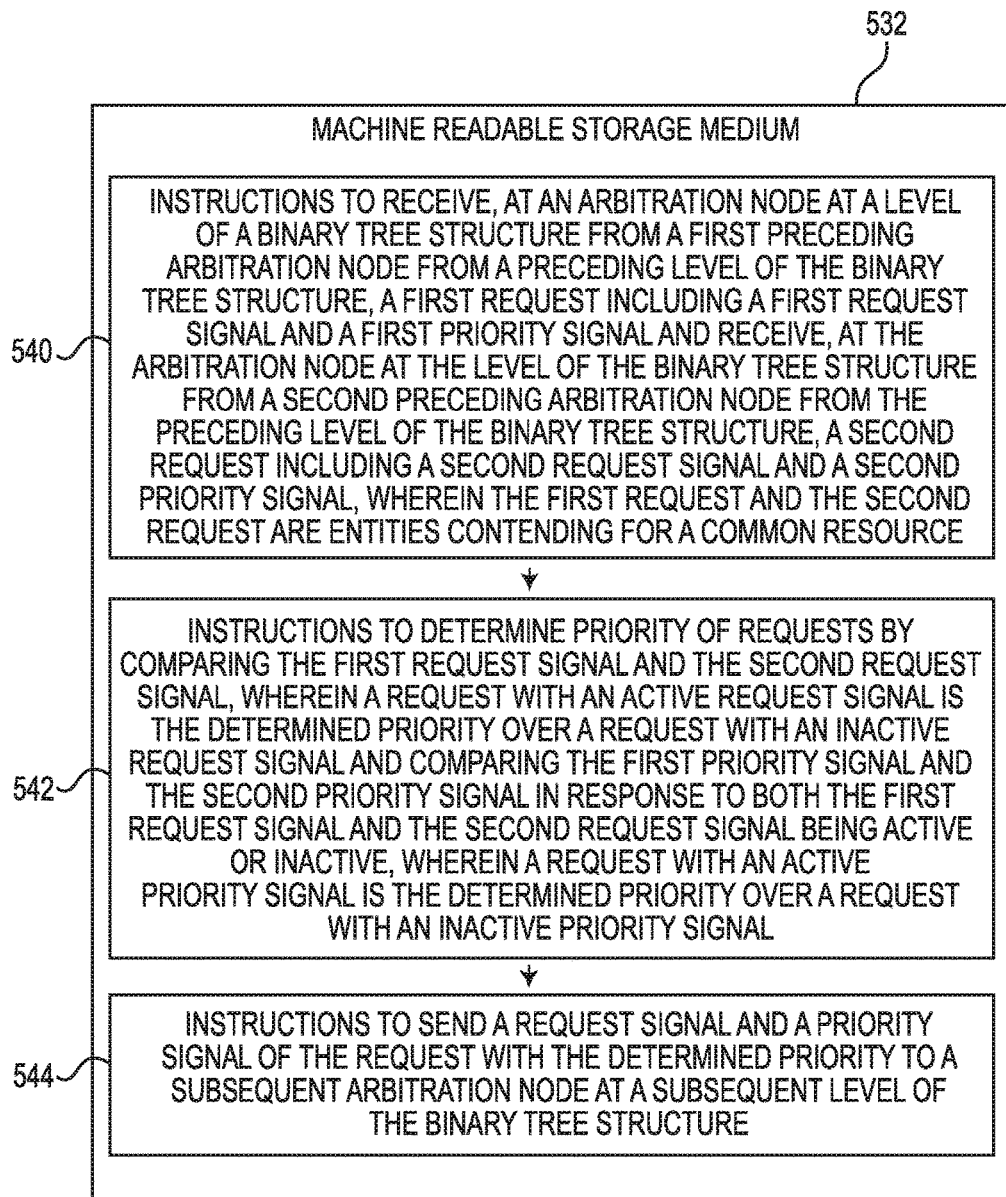 532
MACHINE READABLE STORAGE MEDIUM
INSTRUCTIONS TO RECEIVE, AT AN ARBITRATION NODE AT A LEVEL
OF A BINARY TREE STRUCTURE FROM A FIRST PRECEDING
ARBITRATION NODE FROM A PRECEDING LEVEL OF THE BINARY
TREE STRUCTURE, A FIRST REQUEST INCLUDING A FIRST REQUEST
SIGNAL AND A FIRST PRIORITY SIGNAL AND RECEIVE, AT THE
ARBITRATION NODE AT THE LEVEL OF THE BINARY TREE STRUCTURE
FROM A SECOND PRECEDING ARBITRATION NODE FROM THE
PRECEDING LEVEL OF THE BINARY TREE STRUCTURE, A SECOND
REQUEST INCLUDING A SECOND REQUEST SIGNAL AND A SECOND
PRIORITY SIGNAL, WHEREIN THE FIRST REQUEST AND THE SECOND
REQUEST ARE ENTITIES CONTENDING FOR A COMMON RESOURCE
540
INSTRUCTIONS TO DETERMINE PRIORITY OF REQUESTS BY
COMPARING THE FIRST REQUEST SIGNAL AND THE SECOND REQUEST
SIGNAL, WHEREIN A REQUEST WITH AN ACTIVE REQUEST SIGNAL IS
THE DETERMINED PRIORITY OVER A REQUEST WITH AN INACTIVE
REQUEST SIGNAL AND COMPARING THE FIRST PRIORITY SIGNAL AND
THE SECOND PRIORITY SIGNAL IN RESPONSE TO BOTH THE FIRST
REQUEST SIGNAL AND THE SECOND REQUEST SIGNAL BEING ACTIVE
OR INACTIVE, WHEREIN A REQUEST WITH AN ACTIVE
PRIORITY SIGNAL IS THE DETERMINED PRIORITY OVER A REQUEST
WITH AN INACTIVE PRIORITY SIGNAL
542
INSTRUCTIONS TO SEND A REQUEST SIGNAL AND A PRIORITY
SIGNAL OF THE REQUEST WITH THE DETERMINED PRIORITY TO A
SUBSEQUENT ARBITRATION NODE AT A SUBSEQUENT LEVEL OF
THE BINARY TREE STRUCTURE
544